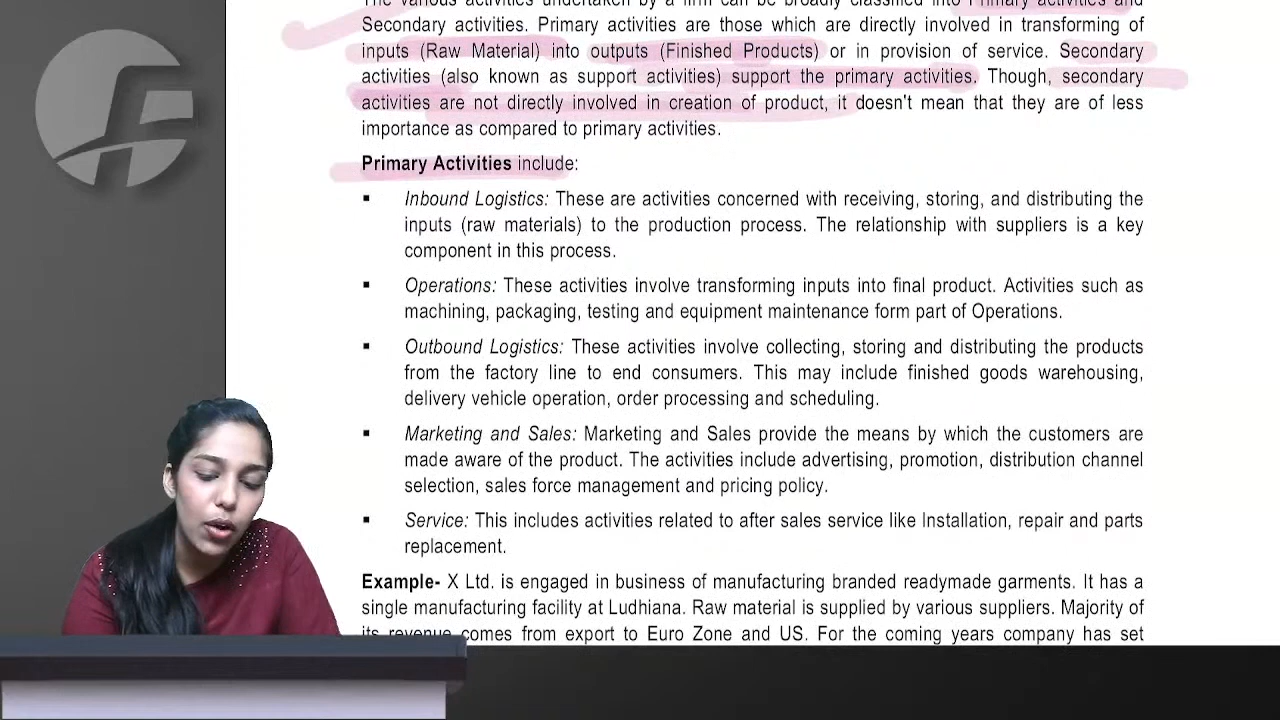 The various activities undertaken by a firm can be broadly classified into Primary activities and
Secondary activities. Primary activities are those which are directly involved in transforming of
inputs (Raw Material) into outputs (Finished Products) or in provision of service. Secondary
activities (also known as support activities) support the primary activities. Though, secondary
activities are not directly involved in creation of product, it doesn't mean that they are of less
importance as compared to primary activities.
Primary Activities include:
▪ Inbound Logistics: These are activities concerned with receiving, storing, and distributing the
inputs (raw materials) to the production process. The relationship with suppliers is a key
component in this process.
▪ Operations: These activities involve transforming inputs into final product. Activities such as
machining, packaging, testing and equipment maintenance form part of Operations.
▪ Outbound Logistics: These activities involve collecting, storing and distributing the products
from the factory line to end consumers. This may include finished goods warehousing,
delivery vehicle operation, order processing and scheduling.
▪ Marketing and Sales: Marketing and Sales provide the means by which the customers are
made aware of the product. The activities include advertising, promotion, distribution channel
selection, sales force management and pricing policy.
▪ Service: This includes activities related to after sales service like Installation, repair and parts
replacement.
Example- X Ltd. is engaged in business of manufacturing branded readymade garments. It has a
single manufacturing facility at Ludhiana. Raw material is supplied by various suppliers. Majority of
its revenue comes from export to Euro Zone and US. For the coming years company has set